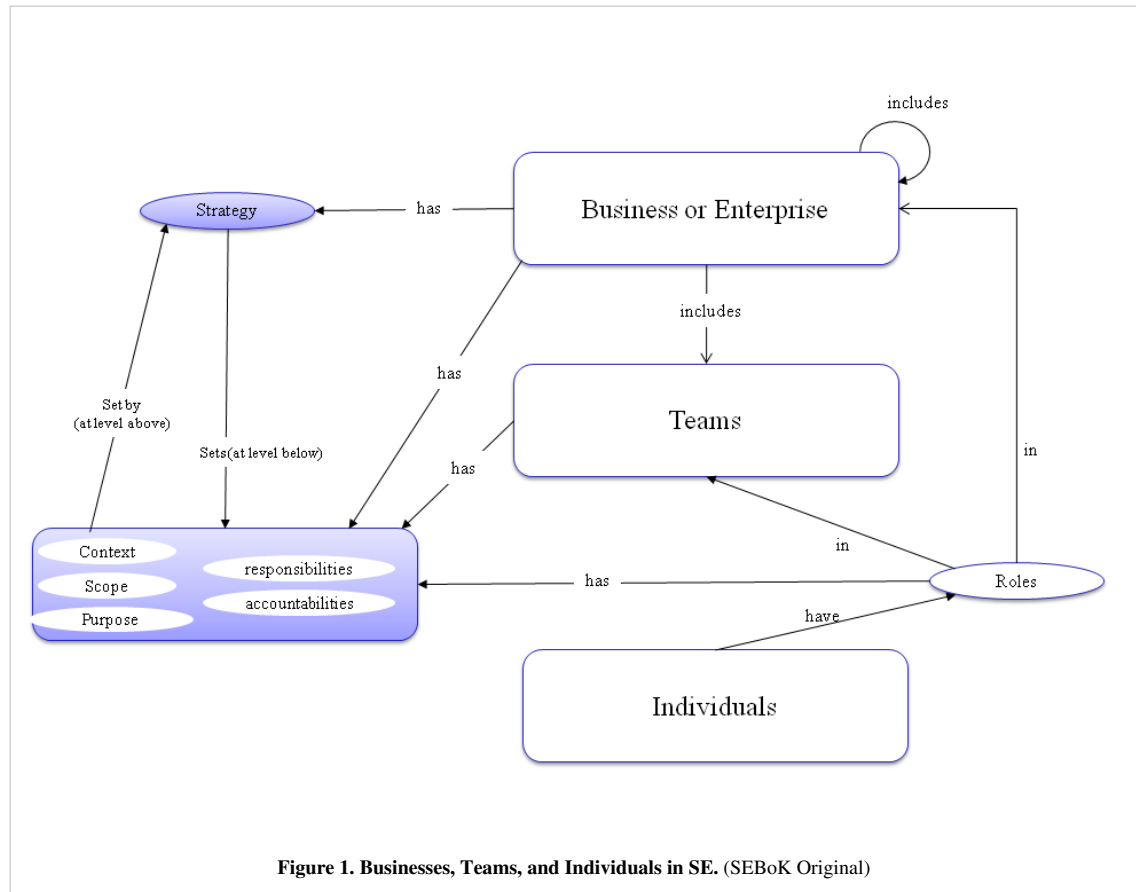 includes
Business or Enterprise
Strategy
has
includes
has
Set by
(at level above)
Teams
Sets(at level below)
has
in
in
Context
responsibilities
Scope
has
Roles
accountabilities
Purpose
have
Individuals
Figure 1. Businesses, Teams, and Individuals in SE. (SEBoK Original)